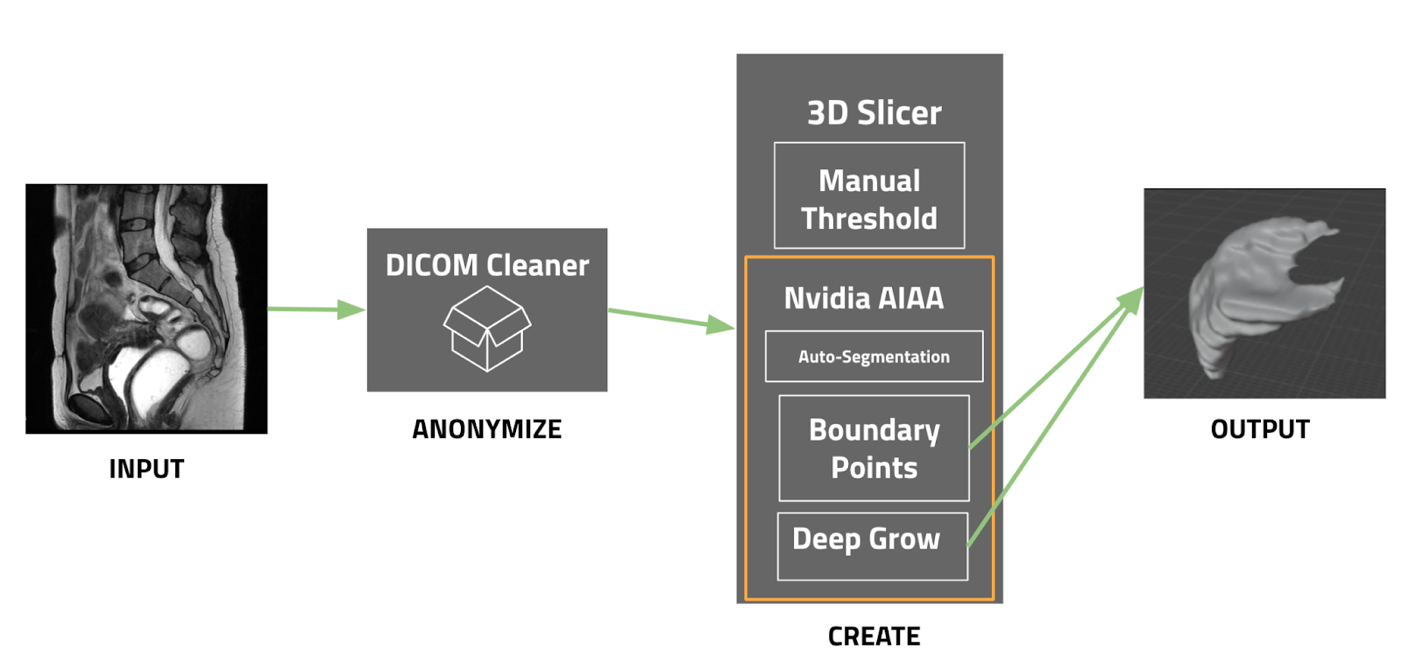 INPUT
DICOM Cleaner
ANONYMIZE
3D Slicer
Manual
Threshold
Nvidia AIAA
Auto-Segmentation
Boundary
Points
Deep Grow
CREATE
OUTPUT